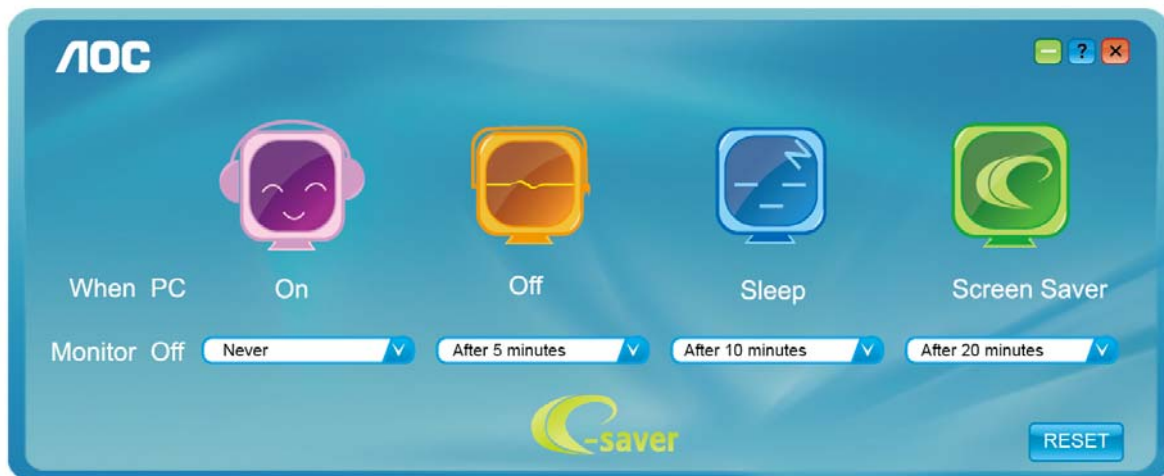 AOC
?
When PC On Off Sleep Screen Saver
Monitor Off Never After 5 minutes After 10 minutes After 20 minutes
e-saver
RESET